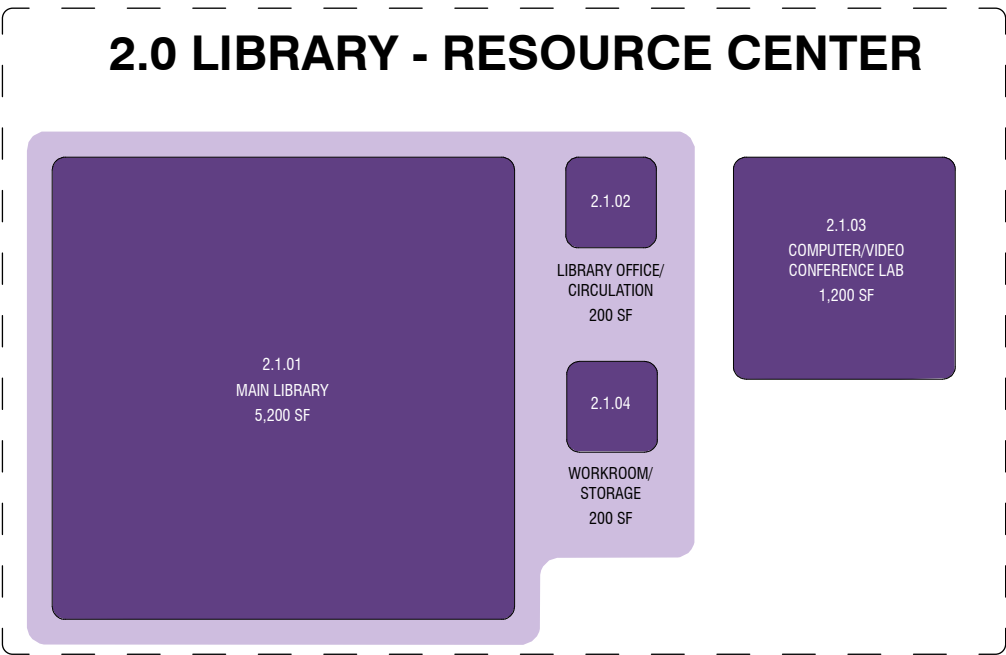 2.0 LIBRARY - RESOURCE CENTER
2.1.01
MAIN LIBRARY
5,200 SF
2.1.02
LIBRARY OFFICE/
CIRCULATION
200 SF
2.1.04
WORKROOM/
STORAGE
200 SF
2.1.03
COMPUTER/VIDEO
CONFERENCE LAB
1,200 SF